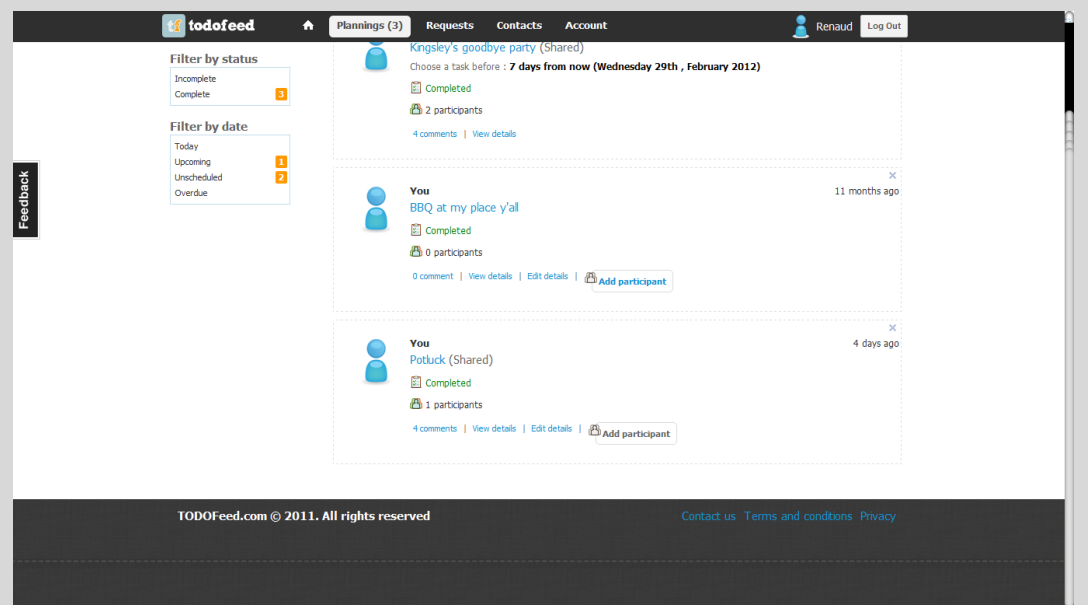 todofeed
Plannings (3) Requests Contacts Account
Renaud Log Out
Filter by status
Incomplete
Complete 3
Filter by date
Today
Upcoming 1
Unscheduled 2
Overdue
Feedback
Kingsley's goodbye party (Shared)
Choose a task before : 7 days from now (Wednesday 29th , February 2012)
Completed
2 participants
4 comments | View details
You 11 months ago
BBQ at my place y'all
Completed
0 participants
0 comment | View details | Edit details | Add participant
You 4 days ago
Potluck (Shared)
Completed
1 participants
4 comments | View details | Edit details | Add participant
TODOFeed.com © 2011. All rights reserved
Contact us Terms and conditions Privacy